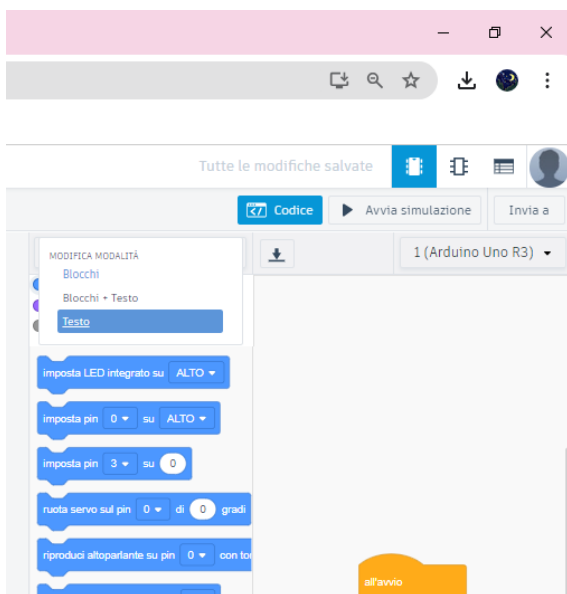 Tutte le modifiche salvate
Codice
Avvia simulazione
Invia a
MODIFICA MODALITÀ
Blocchi
Blocchi + Testo
Testo
1 (Arduino Uno R3)
imposta LED integrato su ALTO
imposta pin 0 su ALTO
imposta pin 3 su 0
ruota servo sul pin 0 di 0 gradi
riproduci altoparlante su pin 0 con
all'avvio